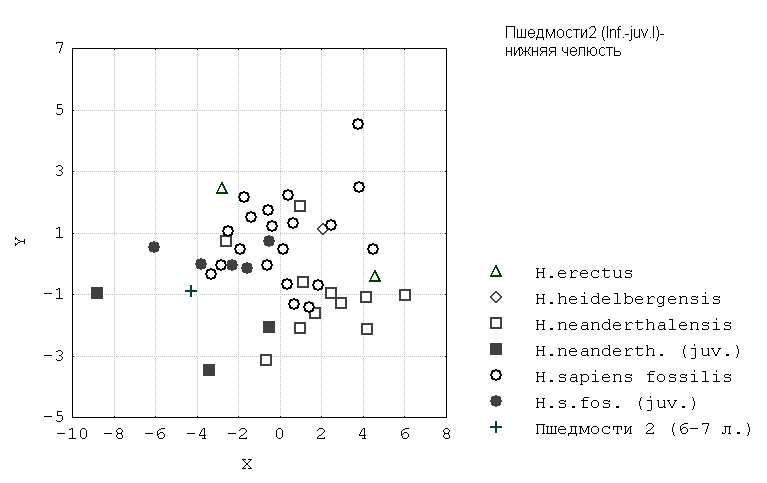 Пшедмости2 (Inf.-juv.I)-
нижняя челюсть
7
5
3
1
-1
-3
-5
Y
-10 -8 -6 -4 -2 0 2 4 6 8
X
H.erectus
H.heidelbergensis
H.neanderthalensis
H.neanderth. (juv.)
H.sapiens fossilis
H.s.fos. (juv.)
Пшедмости 2 (6-7 л.)